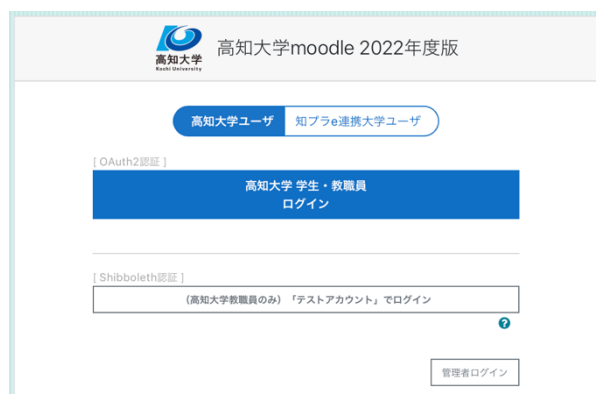 高知大学
Kochi University
高知大学moodle 2022年度版
高知大学ユーザ
知プラe連携大学ユーザ
[ OAuth2認証 ]
高知大学 学生・教職員
ログイン
[ Shibboleth認証 ]
（高知大学教職員のみ）「テストアカウント」でログイン
?
管理者ログイン